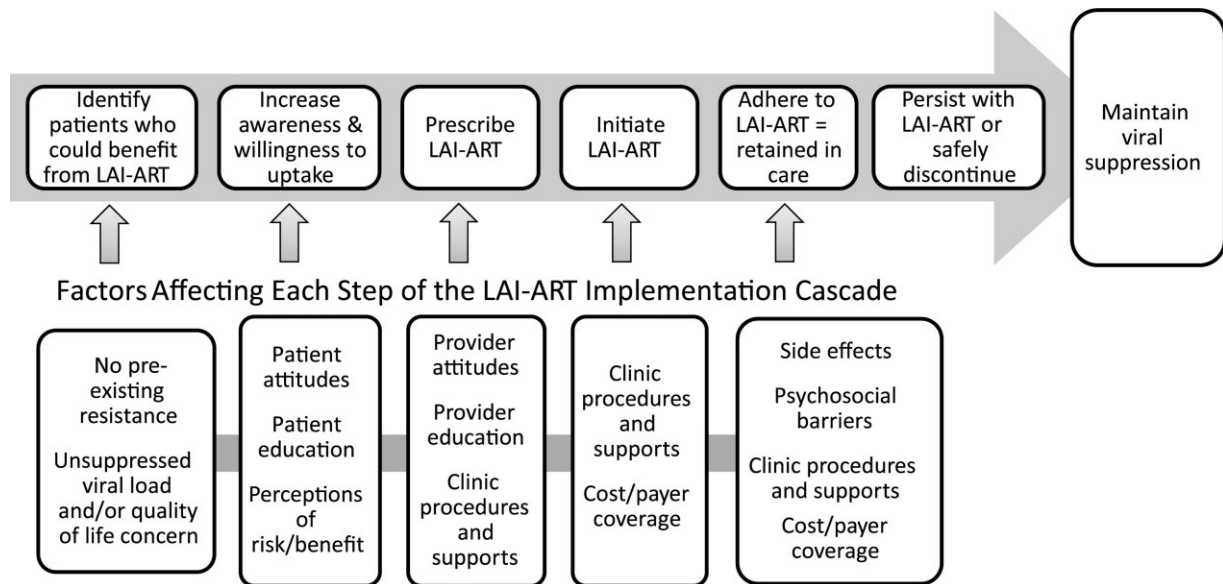 Identify
patients who
could benefit
from LAI-ART
Increase
awareness &
willingness to
uptake
Prescribe
LAI-ART
Initiate
LAI-ART
Adhere to
LAI-ART =
retained in
care
Persist with
LAI-ART or
safely
discontinue
Maintain
viral
suppression
Factors Affecting Each Step of the LAI-ART Implementation Cascade
No pre-
existing
resistance
Unsuppressed
viral load
and/or quality
of life concern
Patient
attitudes
Patient
education
Perceptions
of
risk/benefit
Provider
attitudes
Provider
education
Clinic
procedures
and
supports
Clinic
procedures
and
supports
Cost/payer
coverage
Side effects
Psychosocial
barriers
Clinic procedures
and supports
Cost/payer
coverage